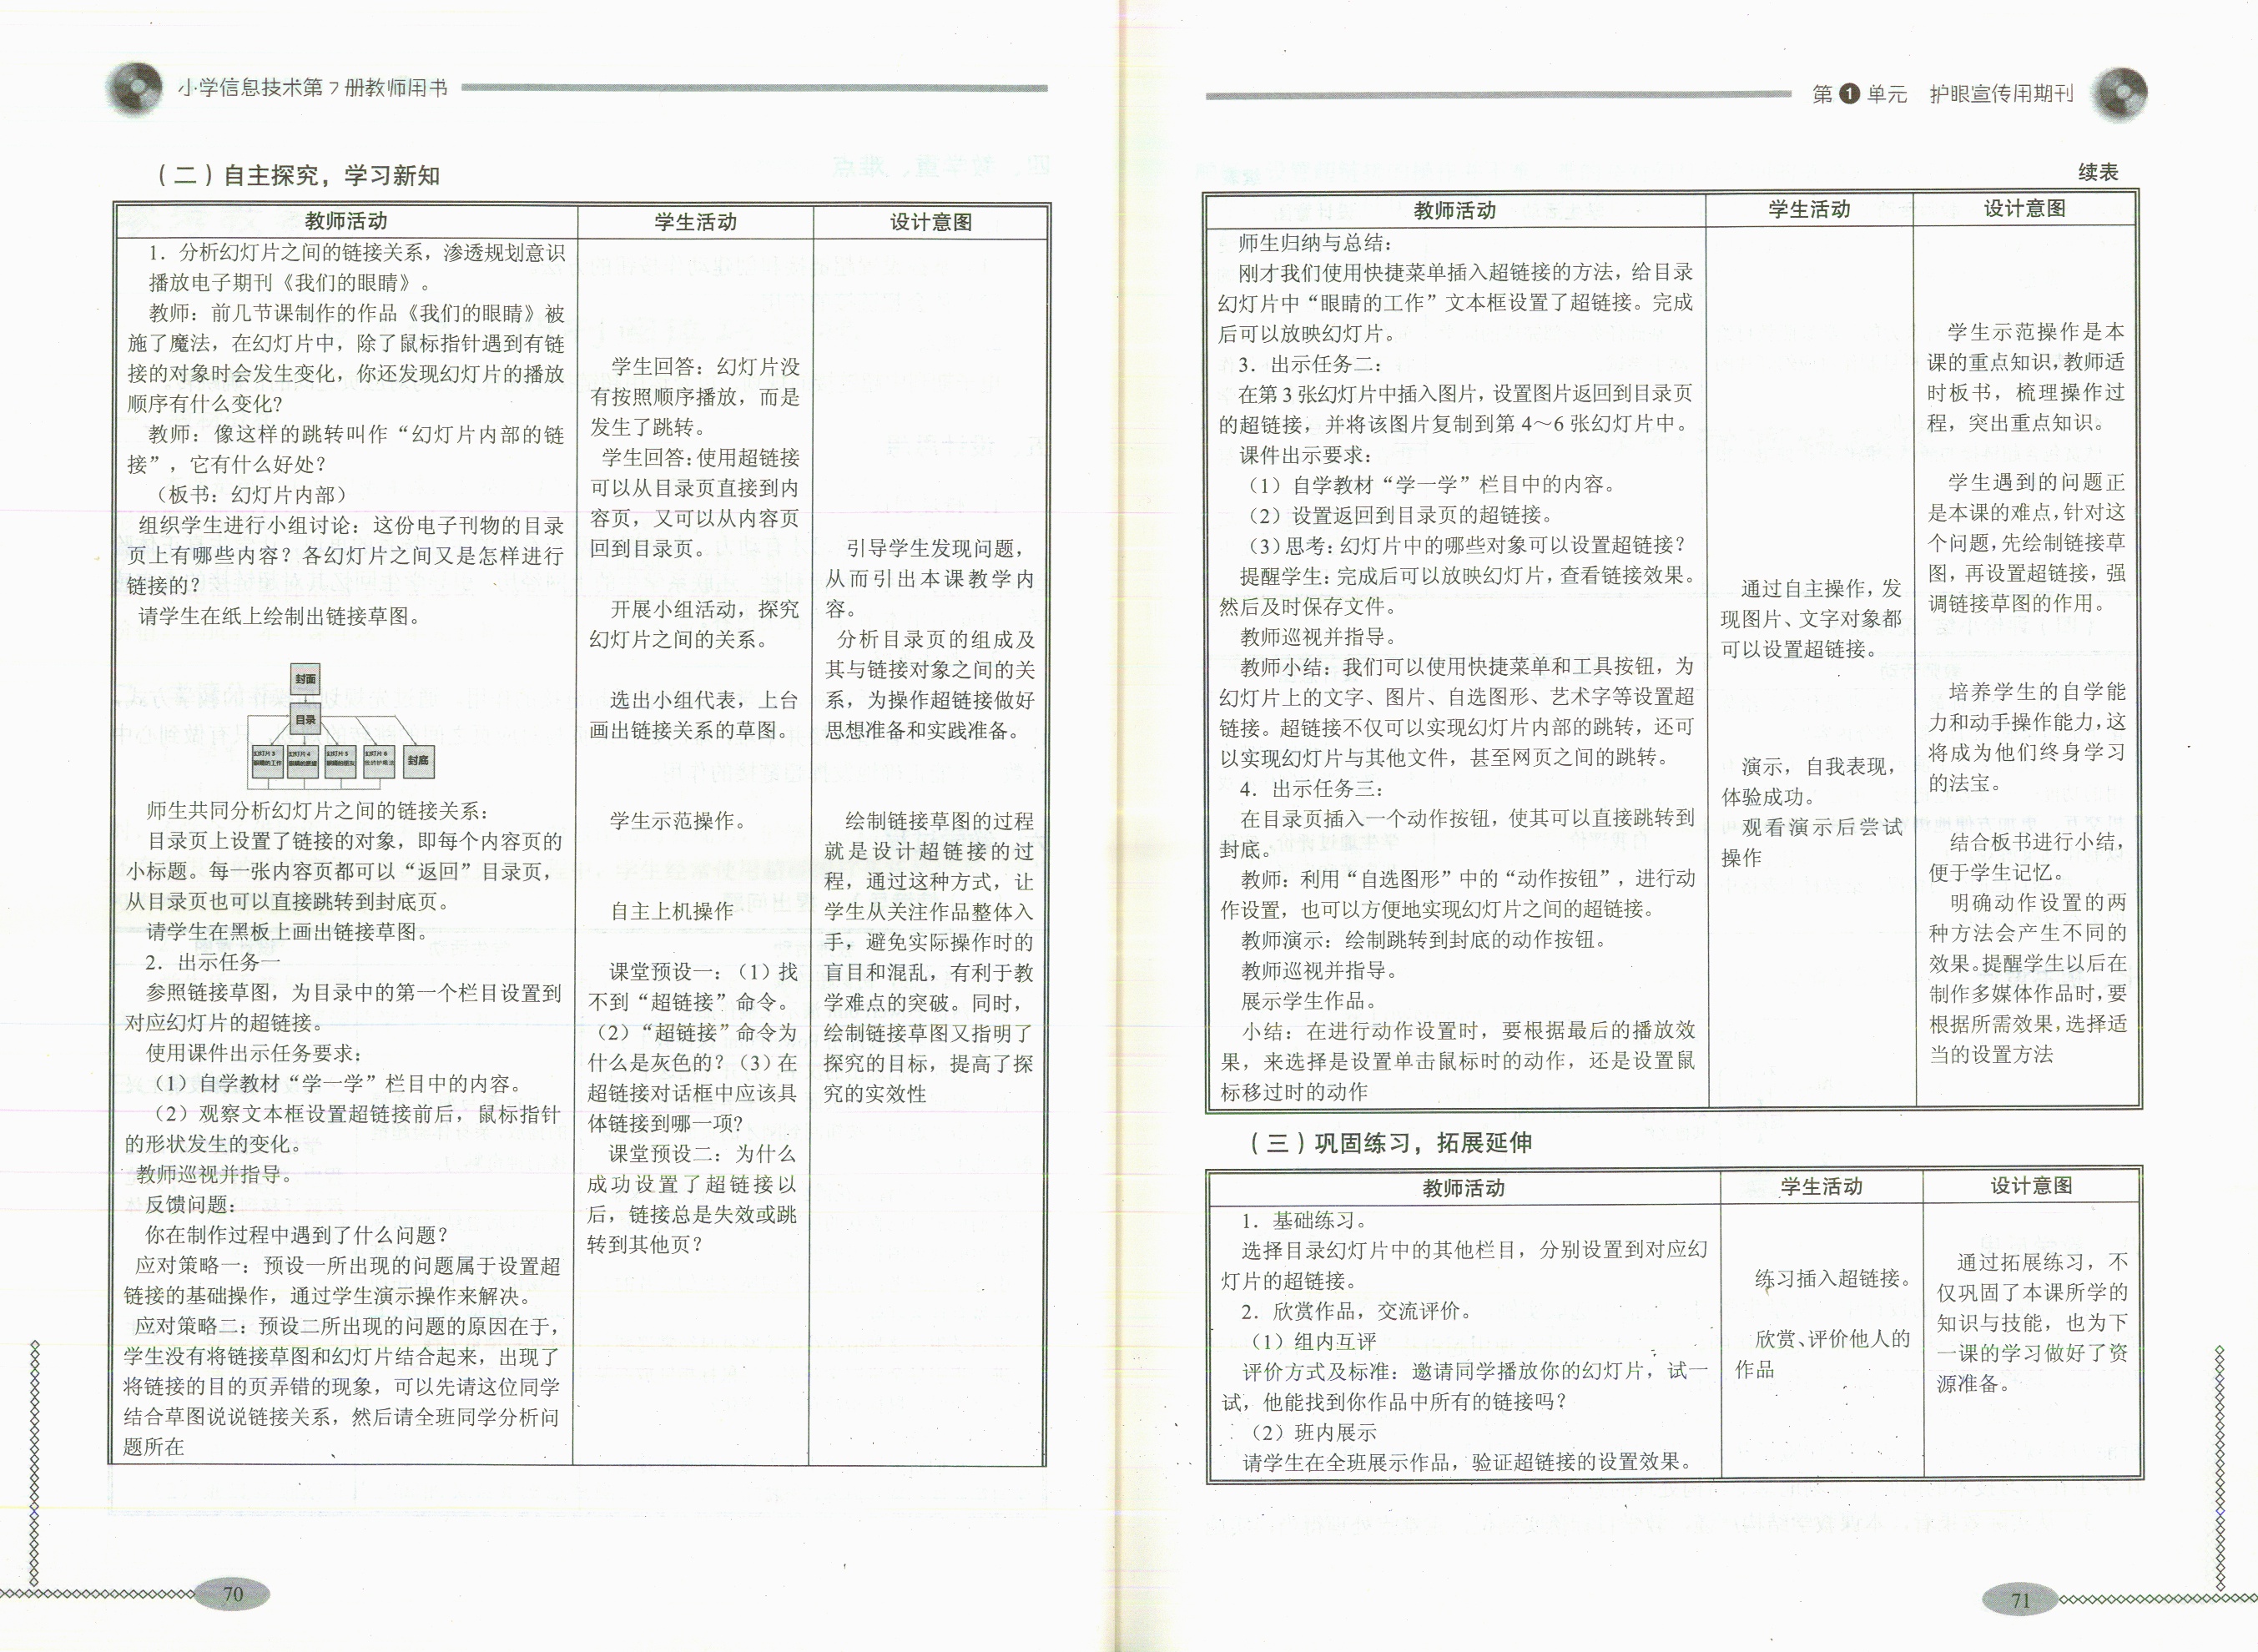 小学信息技术第7册教师用书
(二)自主探究,学习新知
教师活动
1. 分析幻灯片之间的链接关系,渗透规划意识
播放电子期刊《我们的眼睛》。
教师:前几节课制作的作品《我们的眼睛》被
施了魔法,在幻灯片中,除了鼠标指针遇到有链
接的对象时会发生变化,你还发现幻灯片的播放
顺序有什么变化?
教师:像这样的跳转叫作“幻灯片内部的链
接”,它有什么好处?
(板书:幻灯片内部)
组织学生进行小组讨论:这份电子刊物的目录
页上有哪些内容?各幻灯片之间又是怎样进行
链接的?
请学生在纸上绘制出链接草图。
封面
目录
幻灯片3
眼睛的工作
幻灯片4
幻灯片5
幻灯片6
封底
师生共同分析幻灯片之间的链接关系:
目录页上设置了链接的对象,即每个内容页的
小标题。每一张内容页都可以“返回”目录页,
从目录页也可以直接跳转到封底页。
请学生在黑板上画出链接草图。
2. 出示任务一
参照链接草图,为目录中的第一个栏目设置到
对应幻灯片的超链接。
使用课件出示任务要求:
(1)自学教材“学一学”栏目中的内容。
(2)观察文本框设置超链接前后,鼠标指针
的形状发生的变化。
教师巡视并指导。
反馈问题:
你在制作过程中遇到了什么问题?
应对策略一:预设一所出现的问题属于设置超
链接的基础操作,通过学生演示操作来解决。
应对策略二:预设二所出现的问题的原因在于,
学生没有将链接草图和幻灯片结合起来,出现了
将链接的目的页弄错的现象,可以先请这位同学
结合草图说说链接关系,然后请全班同学分析问
题所在
学生活动
学生回答:幻灯片没
有按照顺序播放,而是
发生了跳转。
学生回答:使用超链接
可以从目录页直接到内
容页,又可以从内容页
回到目录页。
开展小组活动,探究
幻灯片之间的关系。
选出小组代表,上台
画出链接关系的草图。
学生示范操作。
自主上机操作
课堂预设一:(1)找
不到“超链接”命令。
(2)“超链接”命令为
什么是灰色的?(3)在
超链接对话框中应该具
体链接到哪一项?
课堂预设二:为什么
成功设置了超链接以
后,链接总是失效或跳
转到其他页?
设计意图
引导学生发现问题,
从而引出本课教学内
容。
分析目录页的组成及
其与链接对象之间的关
系,为操作超链接做好
思想准备和实践准备。
绘制链接草图的过程
就是设计超链接的过
程,通过这种方式,让
学生从关注作品整体入
手,避免实际操作时的
盲目和混乱,有利于教
学难点的突破。同时,
绘制链接草图又指明了
探究的目标,提高了探
究的实效性
70
第1单元 护眼宣传用期刊
续表
教师活动
师生归纳与总结:
刚才我们使用快捷菜单插入超链接的方法,给目录
幻灯片中“眼睛的工作”文本框设置了超链接。完成
后可以放映幻灯片。
3. 出示任务二:
在第3张幻灯片中插入图片,设置图片返回到目录页
的超链接,并将该图片复制到第4～6张幻灯片中。
课件出示要求:
(1)自学教材“学一学”栏目中的内容。
(2)设置返回到目录页的超链接。
(3)思考:幻灯片中的哪些对象可以设置超链接?
提醒学生:完成后可以放映幻灯片,查看链接效果。
然后及时保存文件。
教师巡视并指导。
教师小结:我们可以使用快捷菜单和工具按钮,为
幻灯片上的文字、图片、自选图形、艺术字等设置超
链接。超链接不仅可以实现幻灯片内部的跳转,还可
以实现幻灯片与其他文件,甚至网页之间的跳转。
4. 出示任务三:
在目录页插入一个动作按钮,使其可以直接跳转到
封底。
教师:利用“自选图形”中的“动作按钮”,进行动
作设置,也可以方便地实现幻灯片之间的超链接。
教师演示:绘制跳转到封底的动作按钮。
教师巡视并指导。
展示学生作品。
小结:在进行动作设置时,要根据最后的播放效
果,来选择是设置单击鼠标时的动作,还是设置鼠
标移过时的动作
学生活动
通过自主操作,发
现图片、文字对象都
可以设置超链接。
演示,自我表现,
体验成功。
观看演示后尝试
操作
设计意图
学生示范操作是本
课的重点知识,教师适
时板书,梳理操作过
程,突出重点知识。
学生遇到的问题正
是本课的难点,针对这
个问题,先绘制链接草
图,再设置超链接,强
调链接草图的作用。
培养学生的自学能
力和动手操作能力,这
将成为他们终身学习
的法宝。
结合板书进行小结,
便于学生记忆。
明确动作设置的两
种方法会产生不同的
效果。提醒学生以后在
制作多媒体作品时,要
根据所需效果,选择适
当的设置方法
(三)巩固练习,拓展延伸
教师活动
1. 基础练习。
选择目录幻灯片中的其他栏目,分别设置到对应幻
灯片的超链接。
2. 欣赏作品,交流评价。
(1)组内互评
评价方式及标准:邀请同学播放你的幻灯片,试一
试,他能找到你作品中所有的链接吗?
(2)班内展示
请学生在全班展示作品,验证超链接的设置效果。
学生活动
练习插入超链接。
欣赏、评价他人的
作品
设计意图
通过拓展练习,不
仅巩固了本课所学的
知识与技能,也为下
一课的学习做好了资
源准备。
71